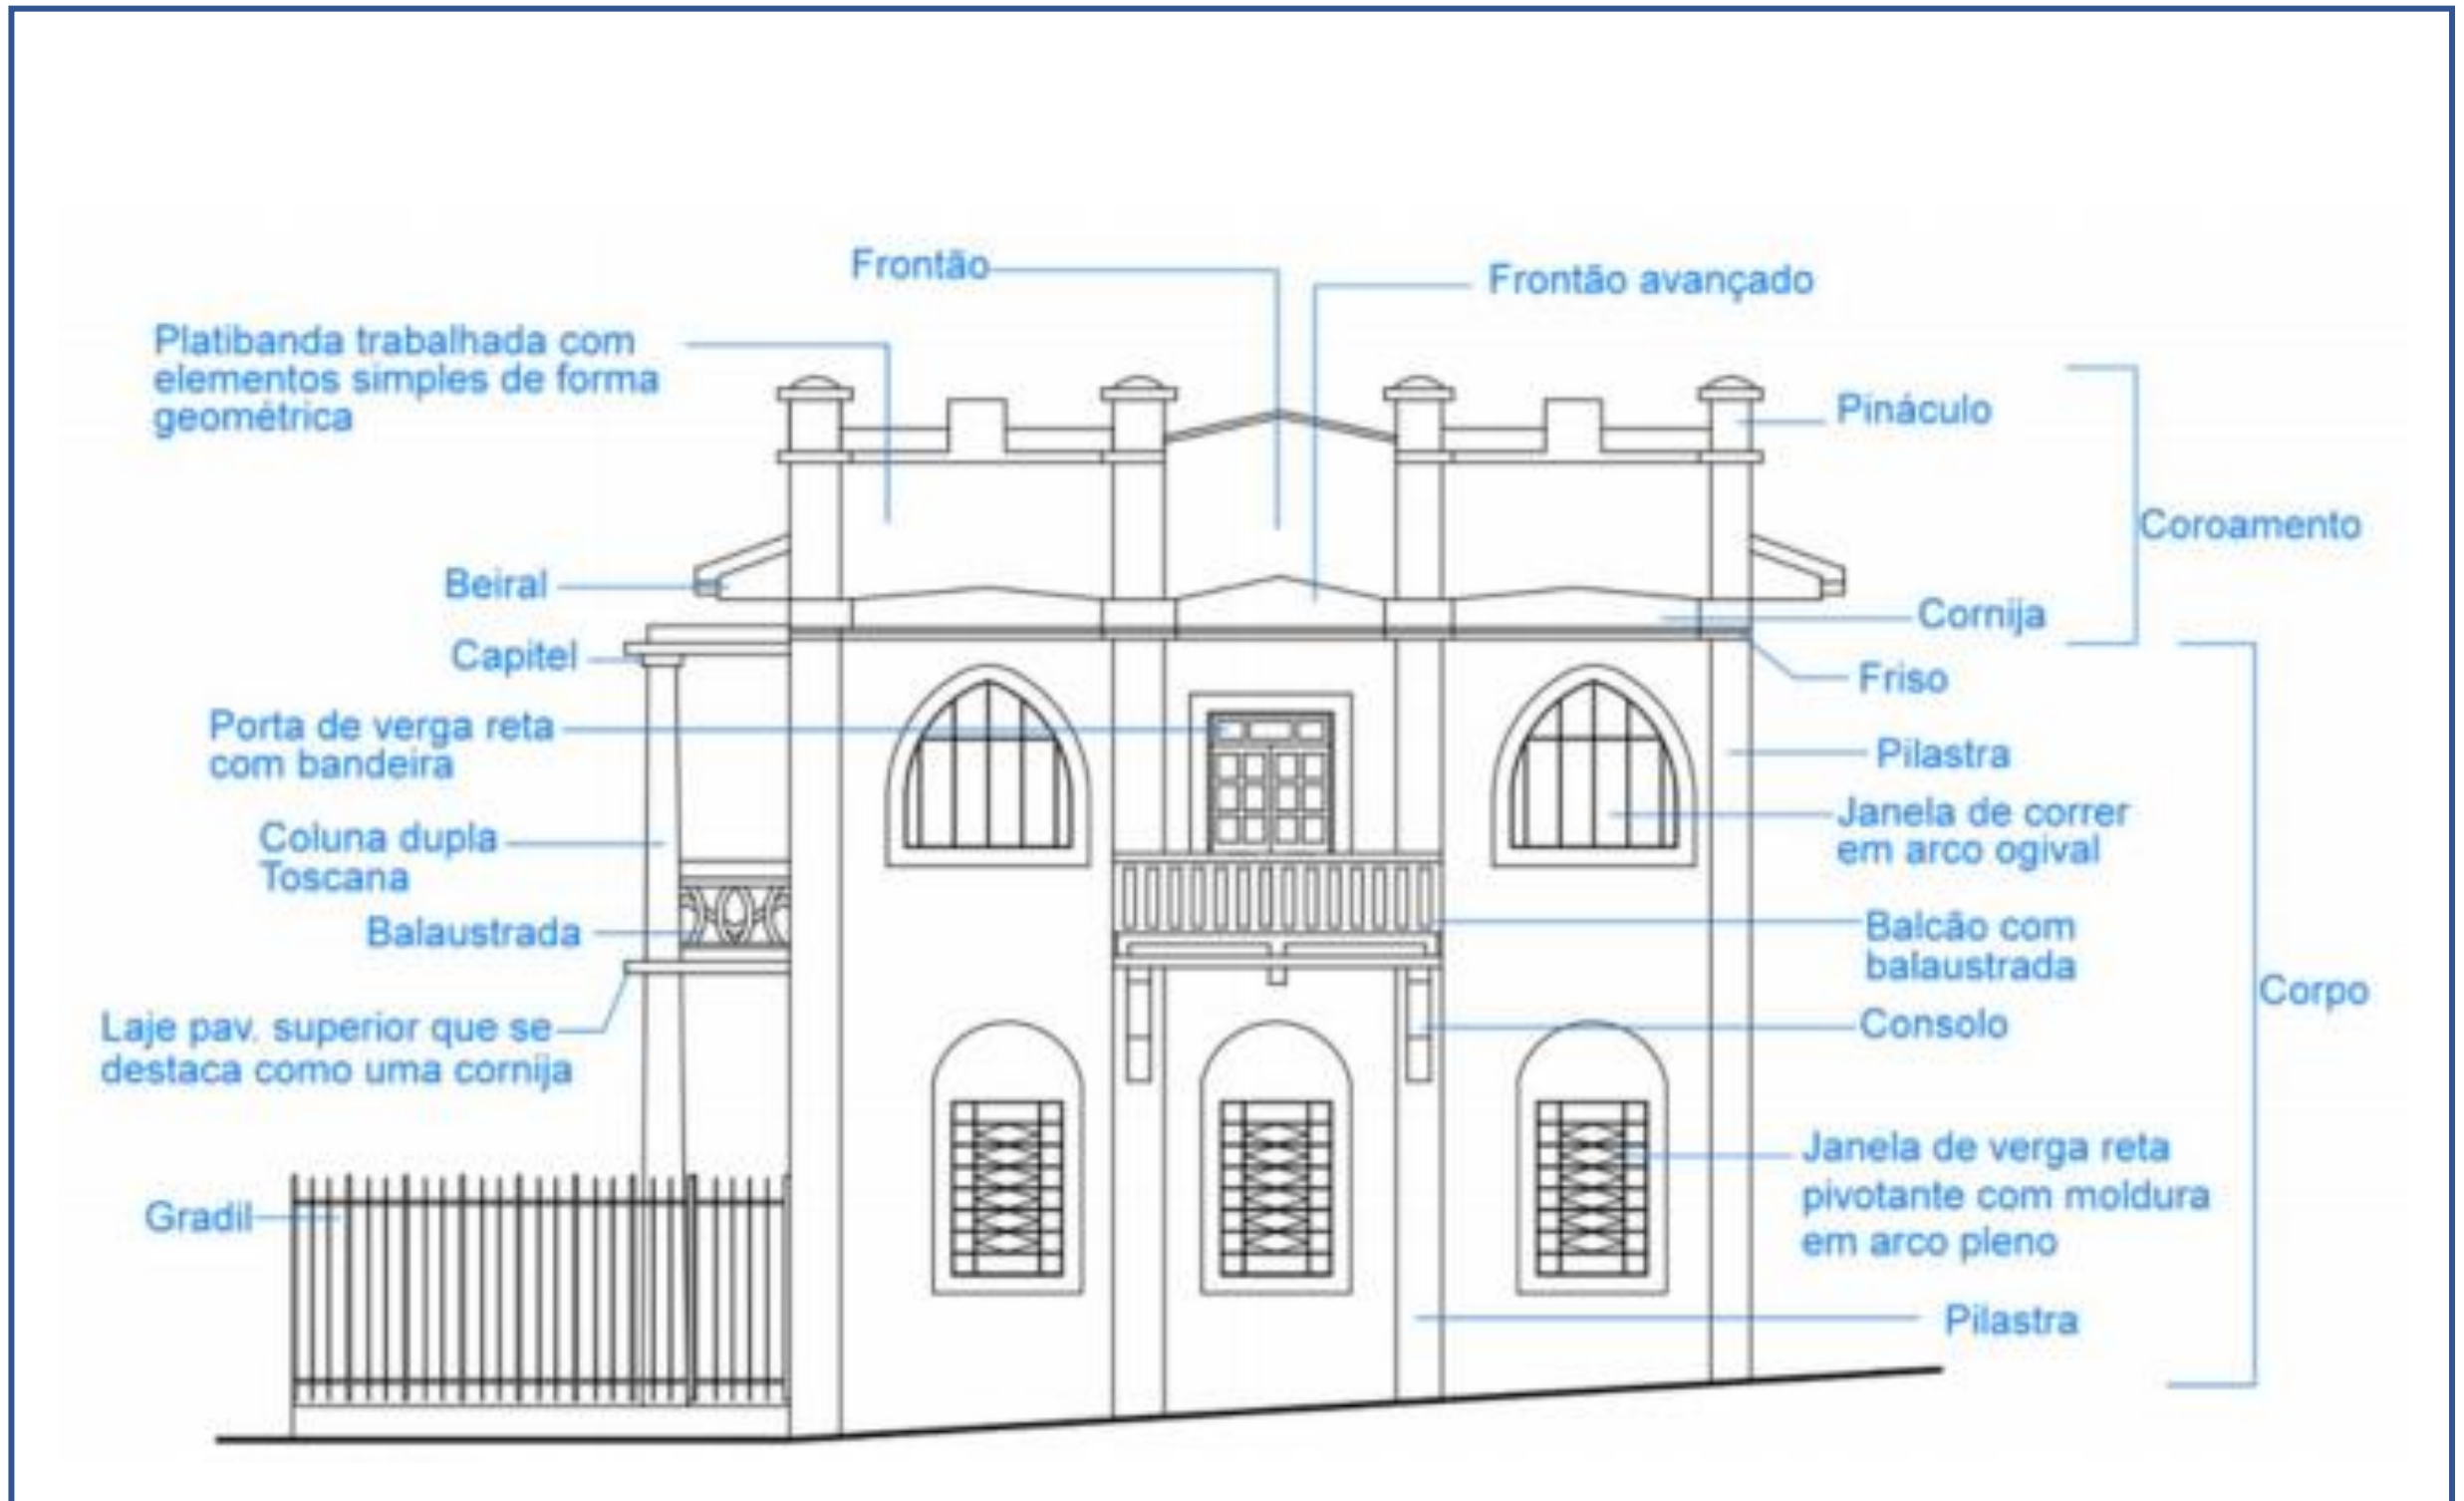 Frontão
Frontão avançado
Platibanda trabalhada com
elementos simples de forma
geométrica
Pináculo
Coroamento
Beiral
Cornija
Capitel
Friso
Porta de verga reta
com bandeira
Pilastra
Janela de correr
em arco ogival
Coluna dupla
Toscana
Balaustrada
Balcão com
balaustrada
Corpo
Laje pav. superior que se
destaca como uma cornija
Consolo
Janela de verga reta
pivotante com moldura
em arco pleno
Gradil
Pilastra